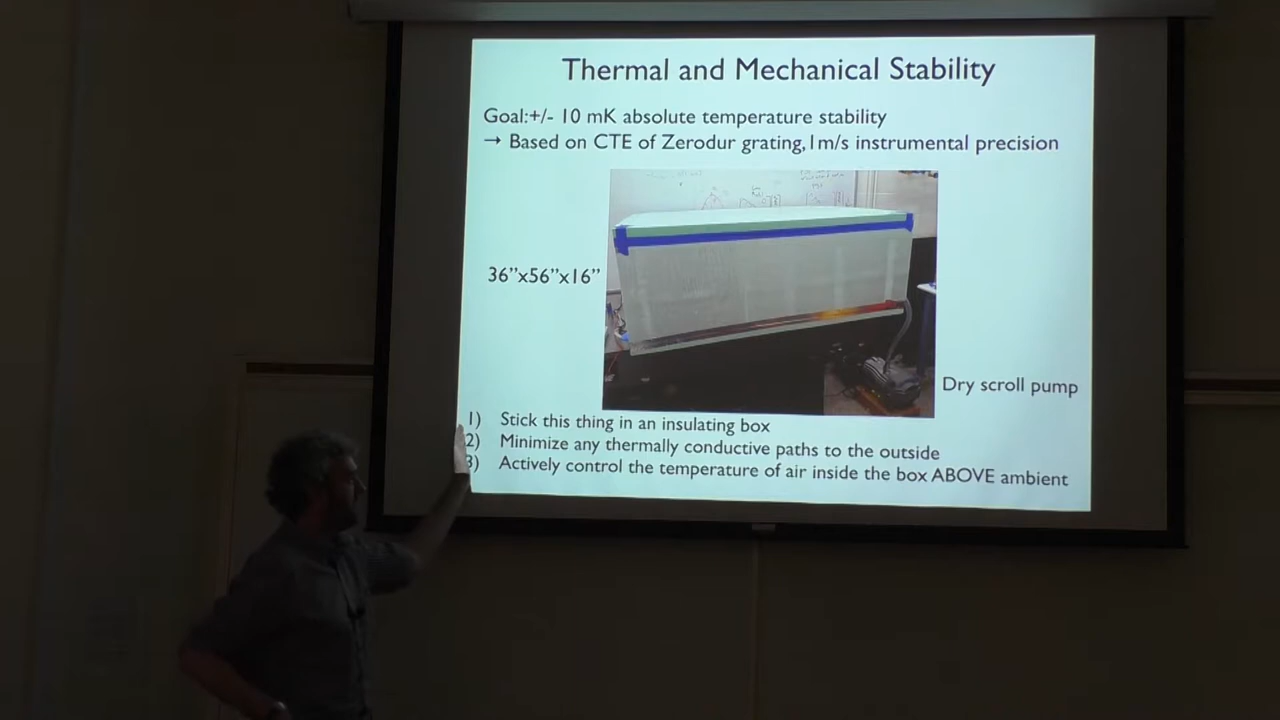 Thermal and Mechanical Stability
Goal:+/- 10 mK absolute temperature stability
→ Based on CTE of Zerodur grating, 1m/s instrumental precision
36”x56”x16”
Dry scroll pump
1) Stick this thing in an insulating box
2) Minimize any thermally conductive paths to the outside
3) Actively control the temperature of air inside the box ABOVE ambient